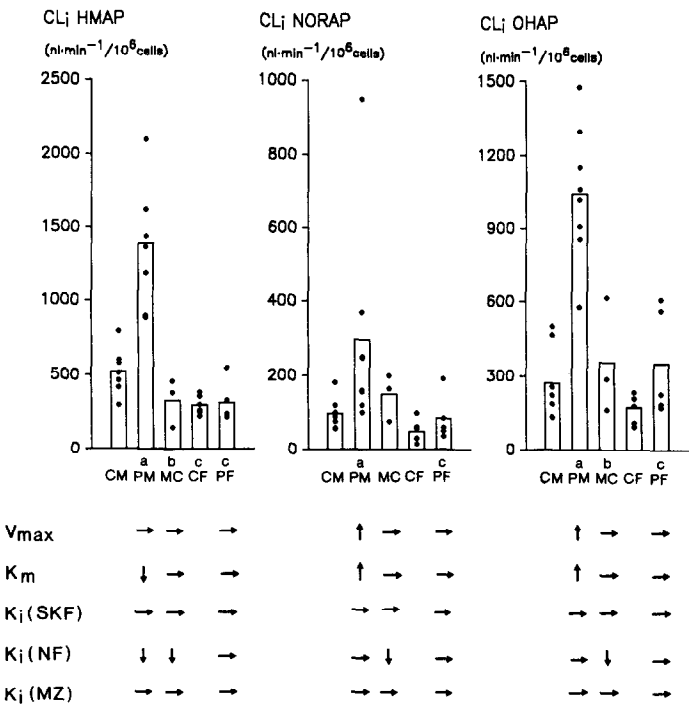 CLi HMAP CLi NORAP CLi OHAP
(nl·min−1/10⁶cells) (nl·min−1/10⁶cells) (nl·min−1/10⁶cells)
2500 1000 1500
2000 800 1200
1500 600 900
1000 400 600
500 200 300
0 0 0
a b c c a c a b c
CM PM MC CF PF CM PM MC CF PF CM PM MC CF PF
Vmax → → → ↑ → → ↑ → →
Km ↓ → → ↑ → → ↑ → →
Ki(SKF) → → → → → → → → →
Ki(NF) ↓ ↓ → → ↓ → → ↓ →
Ki(MZ) → → → → → → → → →